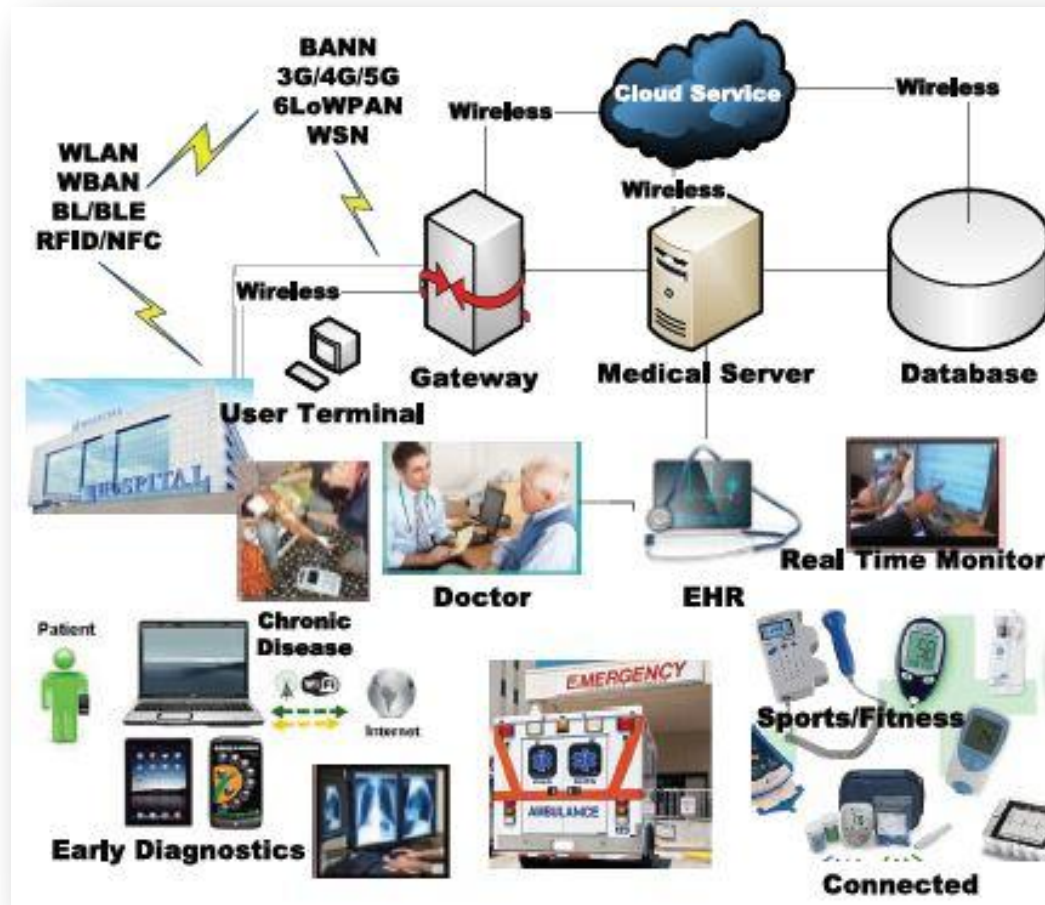 BANN
3G/4G/5G
6LoWPAN
WSN
WLAN
WBAN
BL/BLE
RFID/NFC
Cloud Service
Wireless
Wireless
Wireless
Wireless
Gateway
Medical Server
Database
User Terminal
HOSPITAL
Doctor
EHR
Real Time Monitor
Chronic
Disease
Patient
WiFi
Internet
EMERGENCY
AMBULANCE
Sports/Fitness
Early Diagnostics
Connected